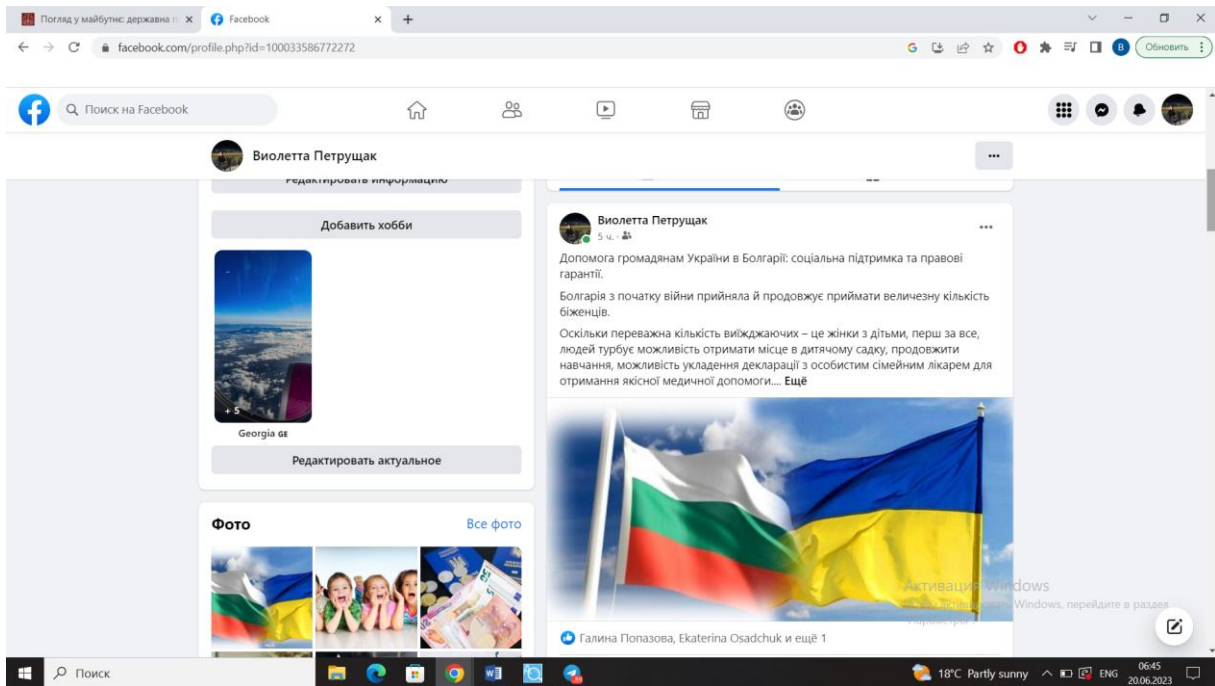 Погляд у майбутнє: державна п
Facebook
facebook.com/profile.php?id=100033586772272
Обновить
Поиск на Facebook
Виолетта Петрущак
Редактировать информацию
Добавить хобби
+ 5
Georgia GE
Редактировать актуальное
Фото
Все фото
Виолетта Петрущак
5 ч.
Допомога громадянам України в Болгарії: соціальна підтримка та правові
гарантії.
Болгарія з початку війни прийняла й продовжує приймати величезну кількість
біженців.
Оскільки переважна кількість виїжджаючих – це жінки з дітьми, перш за все,
людей турбує можливість отримати місце в дитячому садку, продовжити
навчання, можливість укладення декларації з особистим сімейним лікарем для
отримання якісної медичної допомоги.... Ещё
Активация Windows
Windows, перейдите в раздел
Галина Попазова, Ekaterina Osadchuk и ещё 1
Поиск
18°C Partly sunny
ENG
06:45
20.06.2023